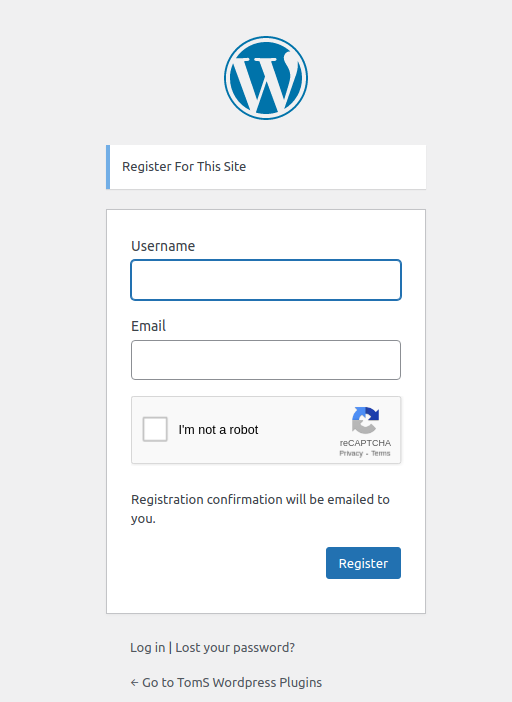 Register For This Site
Username
Email
I'm not a robot
reCAPTCHA
Privacy - Terms
Registration confirmation will be emailed to
you.
Register
Log in | Lost your password?
← Go to TomS Wordpress Plugins